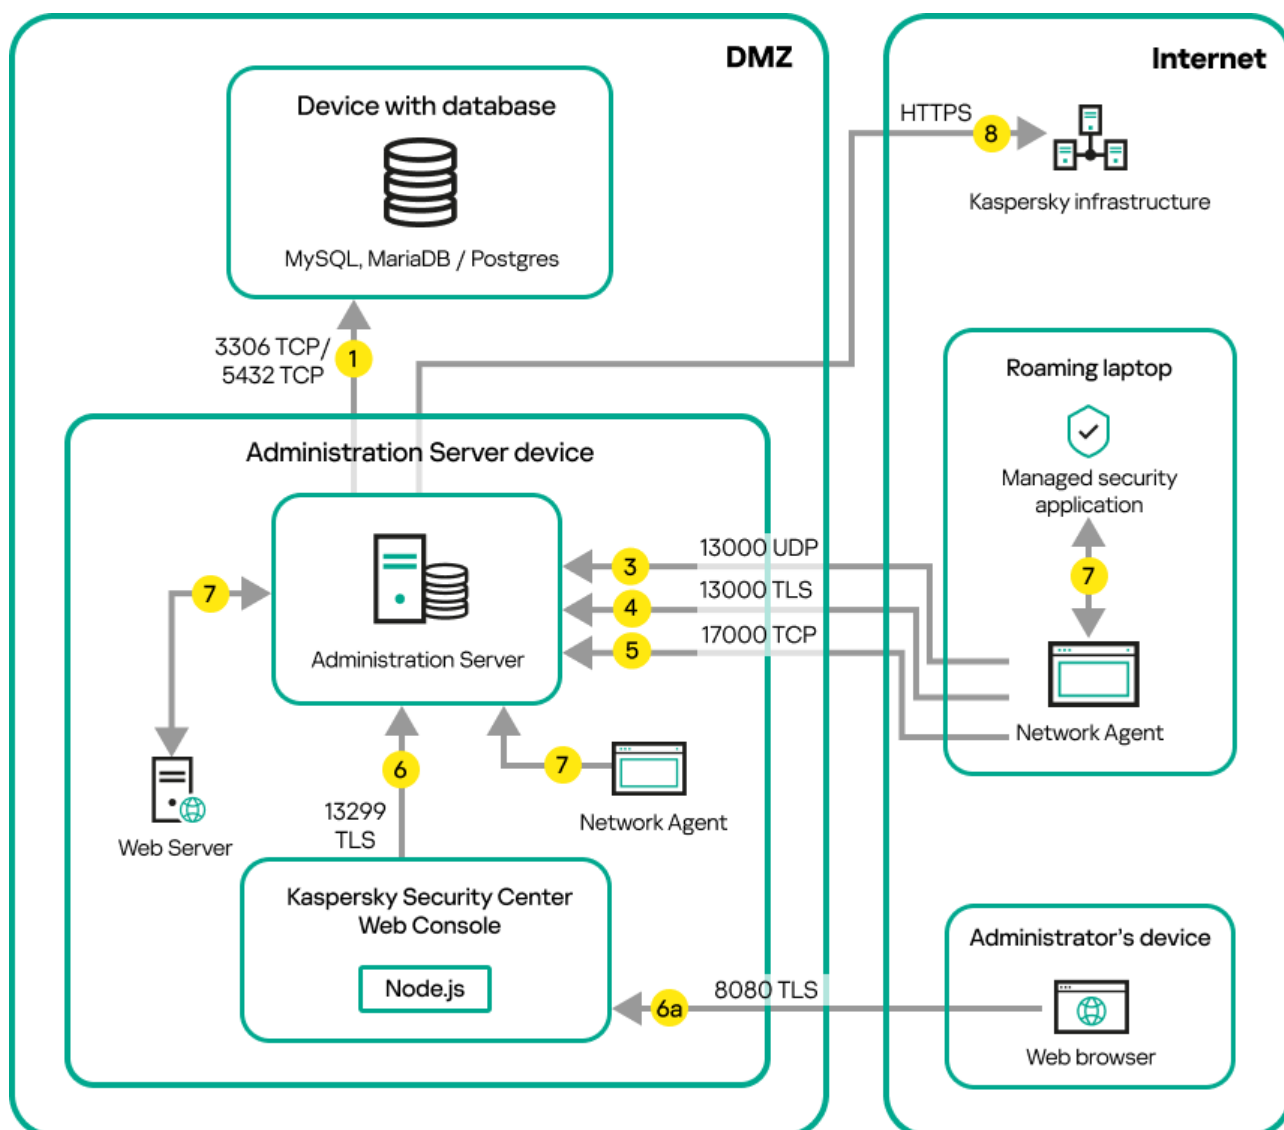 DMZ
Device with database
MySQL, MariaDB / Postgres
3306 TCP/
5432 TCP
1
Administration Server device
Administration Server
7
Web Server
6
13299
TLS
7
Network Agent
Kaspersky Security Center
Web Console
Node.js
3
13000 UDP
4
13000 TLS
5
17000 TCP
6a
8080 TLS
Internet
HTTPS
8
Kaspersky infrastructure
Roaming laptop
Managed security
application
7
Network Agent
Administrator's device
Web browser